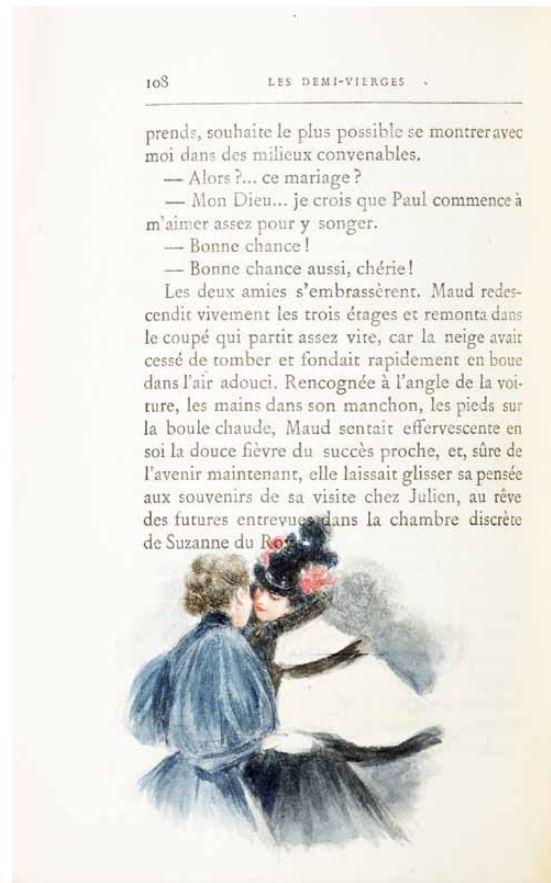 108
LES DEMI-VIERGES
prends, souhaite le plus possible se montrer avec
moi dans des milieux convenables.
— Alors ?... ce mariage ?
— Mon Dieu... je crois que Paul commence à
m'aimer assez pour y songer.
— Bonne chance !
— Bonne chance aussi, chérie !
Les deux amies s'embrassèrent. Maud redes-
cendit vivement les trois étages et remonta dans
le coupé qui partit assez vite, car la neige avait
cessé de tomber et fondait rapidement en boue
dans l'air adouci. Rencognée à l'angle de la voi-
ture, les mains dans son manchon, les pieds sur
la boule chaude, Maud sentait effervescente en
soi la douce fièvre du succès proche, et, sûre de
l'avenir maintenant, elle laissait glisser sa pensée
aux souvenirs de sa visite chez Julien, au rêve
des futures entrevues dans la chambre discrète
de Suzanne du